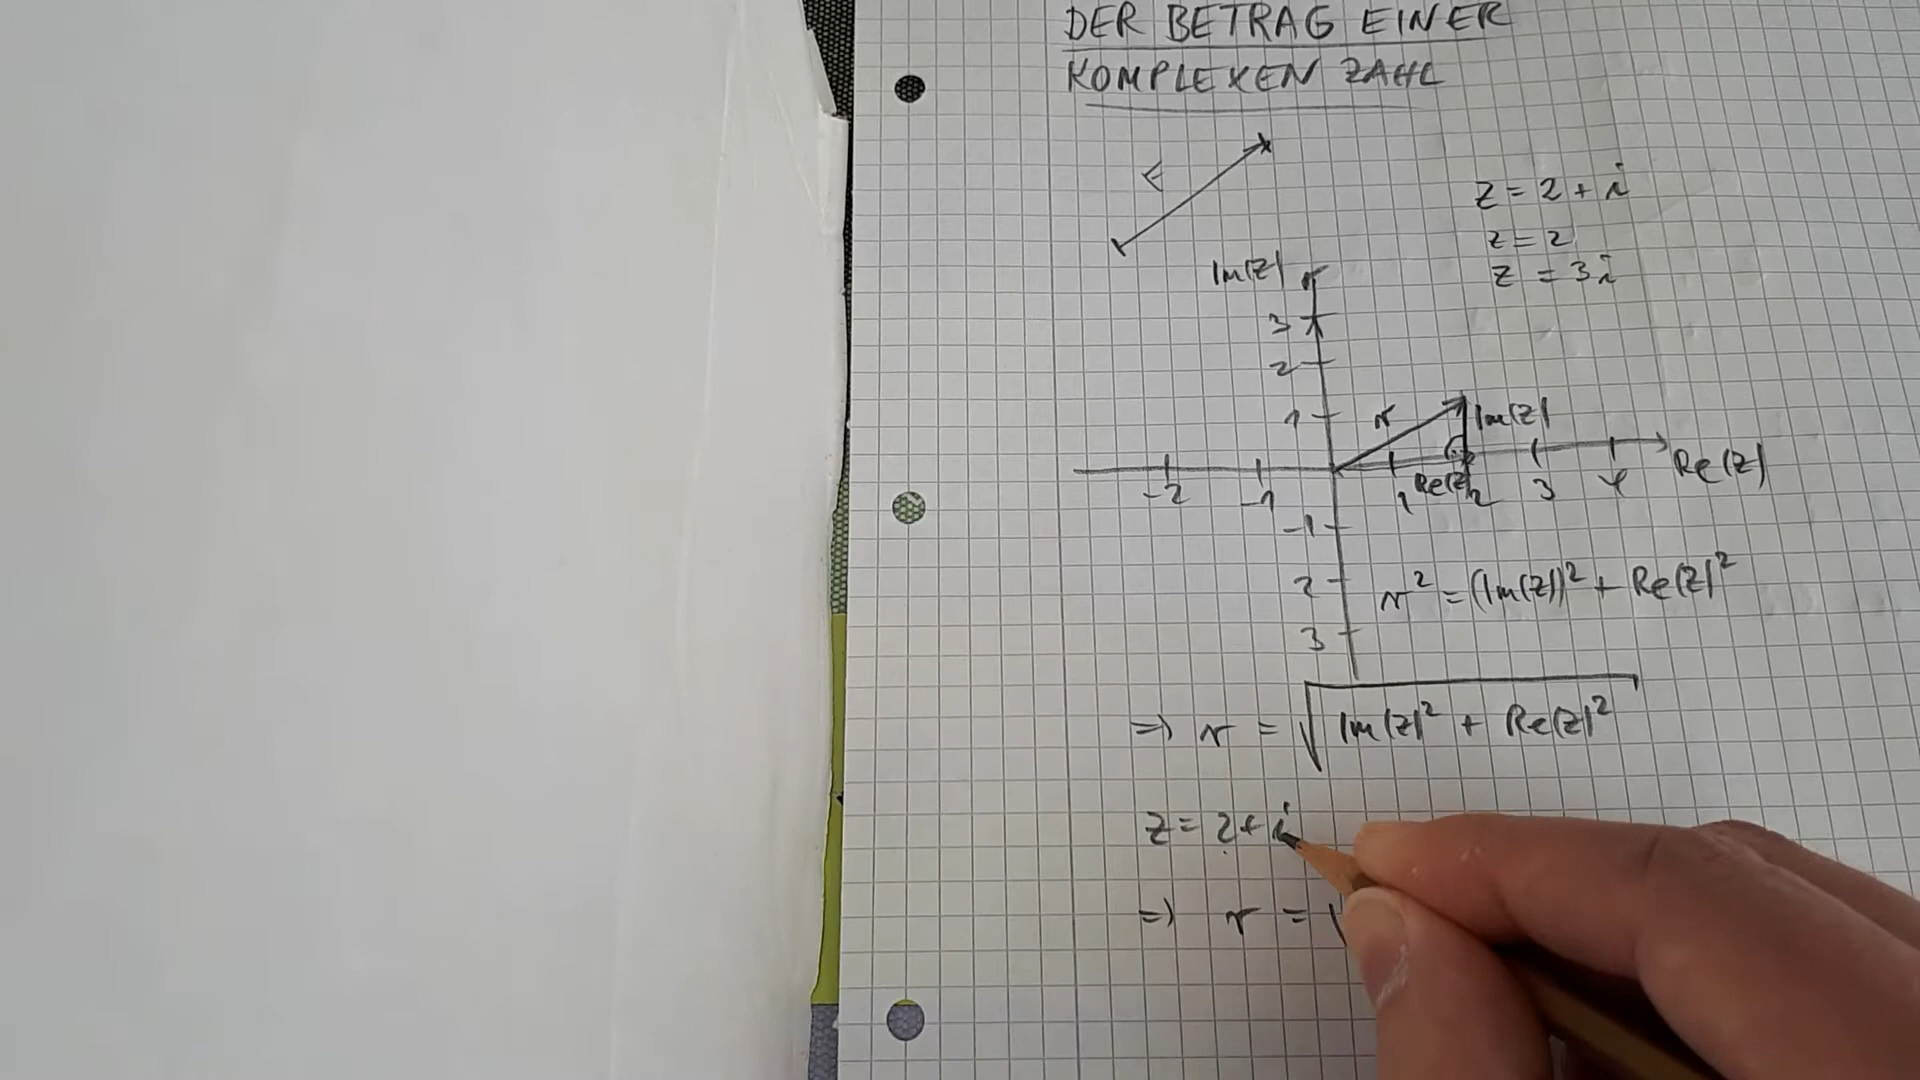 DER BETRAG EINER
KOMPLEXEN ZAHL
z = 2 + i
z = 2
z = 3i
Im(z)
3
2
1
r
Im(z)
-2
-1
1
Re(z)
2
3
4
Re(z)
-1
2
3
r² = (Im(z))² + Re(z)²
=> r = √Im(z)² + Re(z)²
z = 2 + i
=> r =